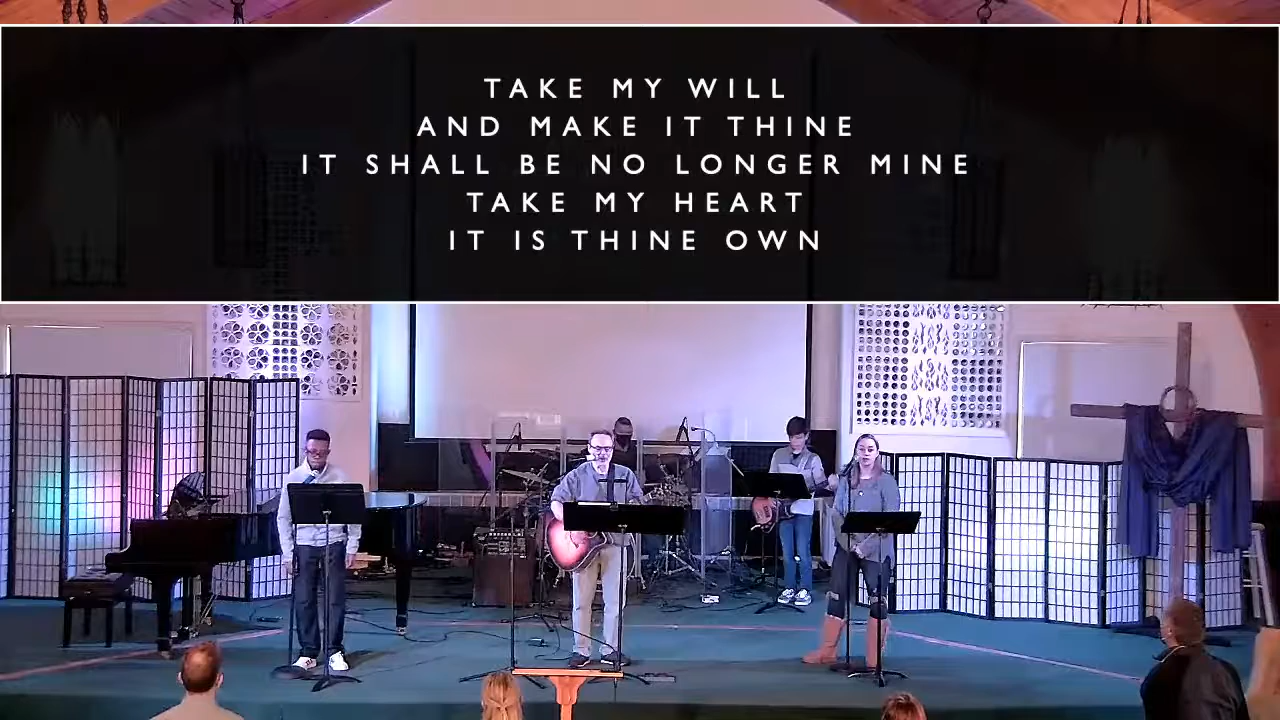 TAKE MY WILL
AND MAKE IT THINE
IT SHALL BE NO LONGER MINE
TAKE MY HEART
IT IS THINE OWN